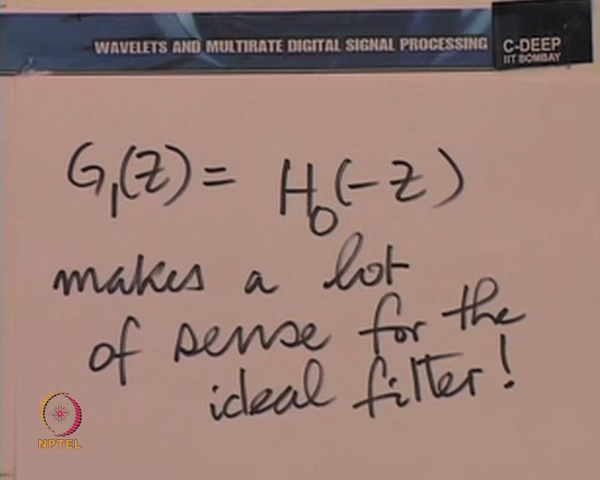 WAVELETS AND MULTIRATE DIGITAL SIGNAL PROCESSING
C-DEEP
IIT BOMBAY
G₁(Z) = H₀(-Z)
makes a lot
of sense for the
ideal filter!
NPTEL